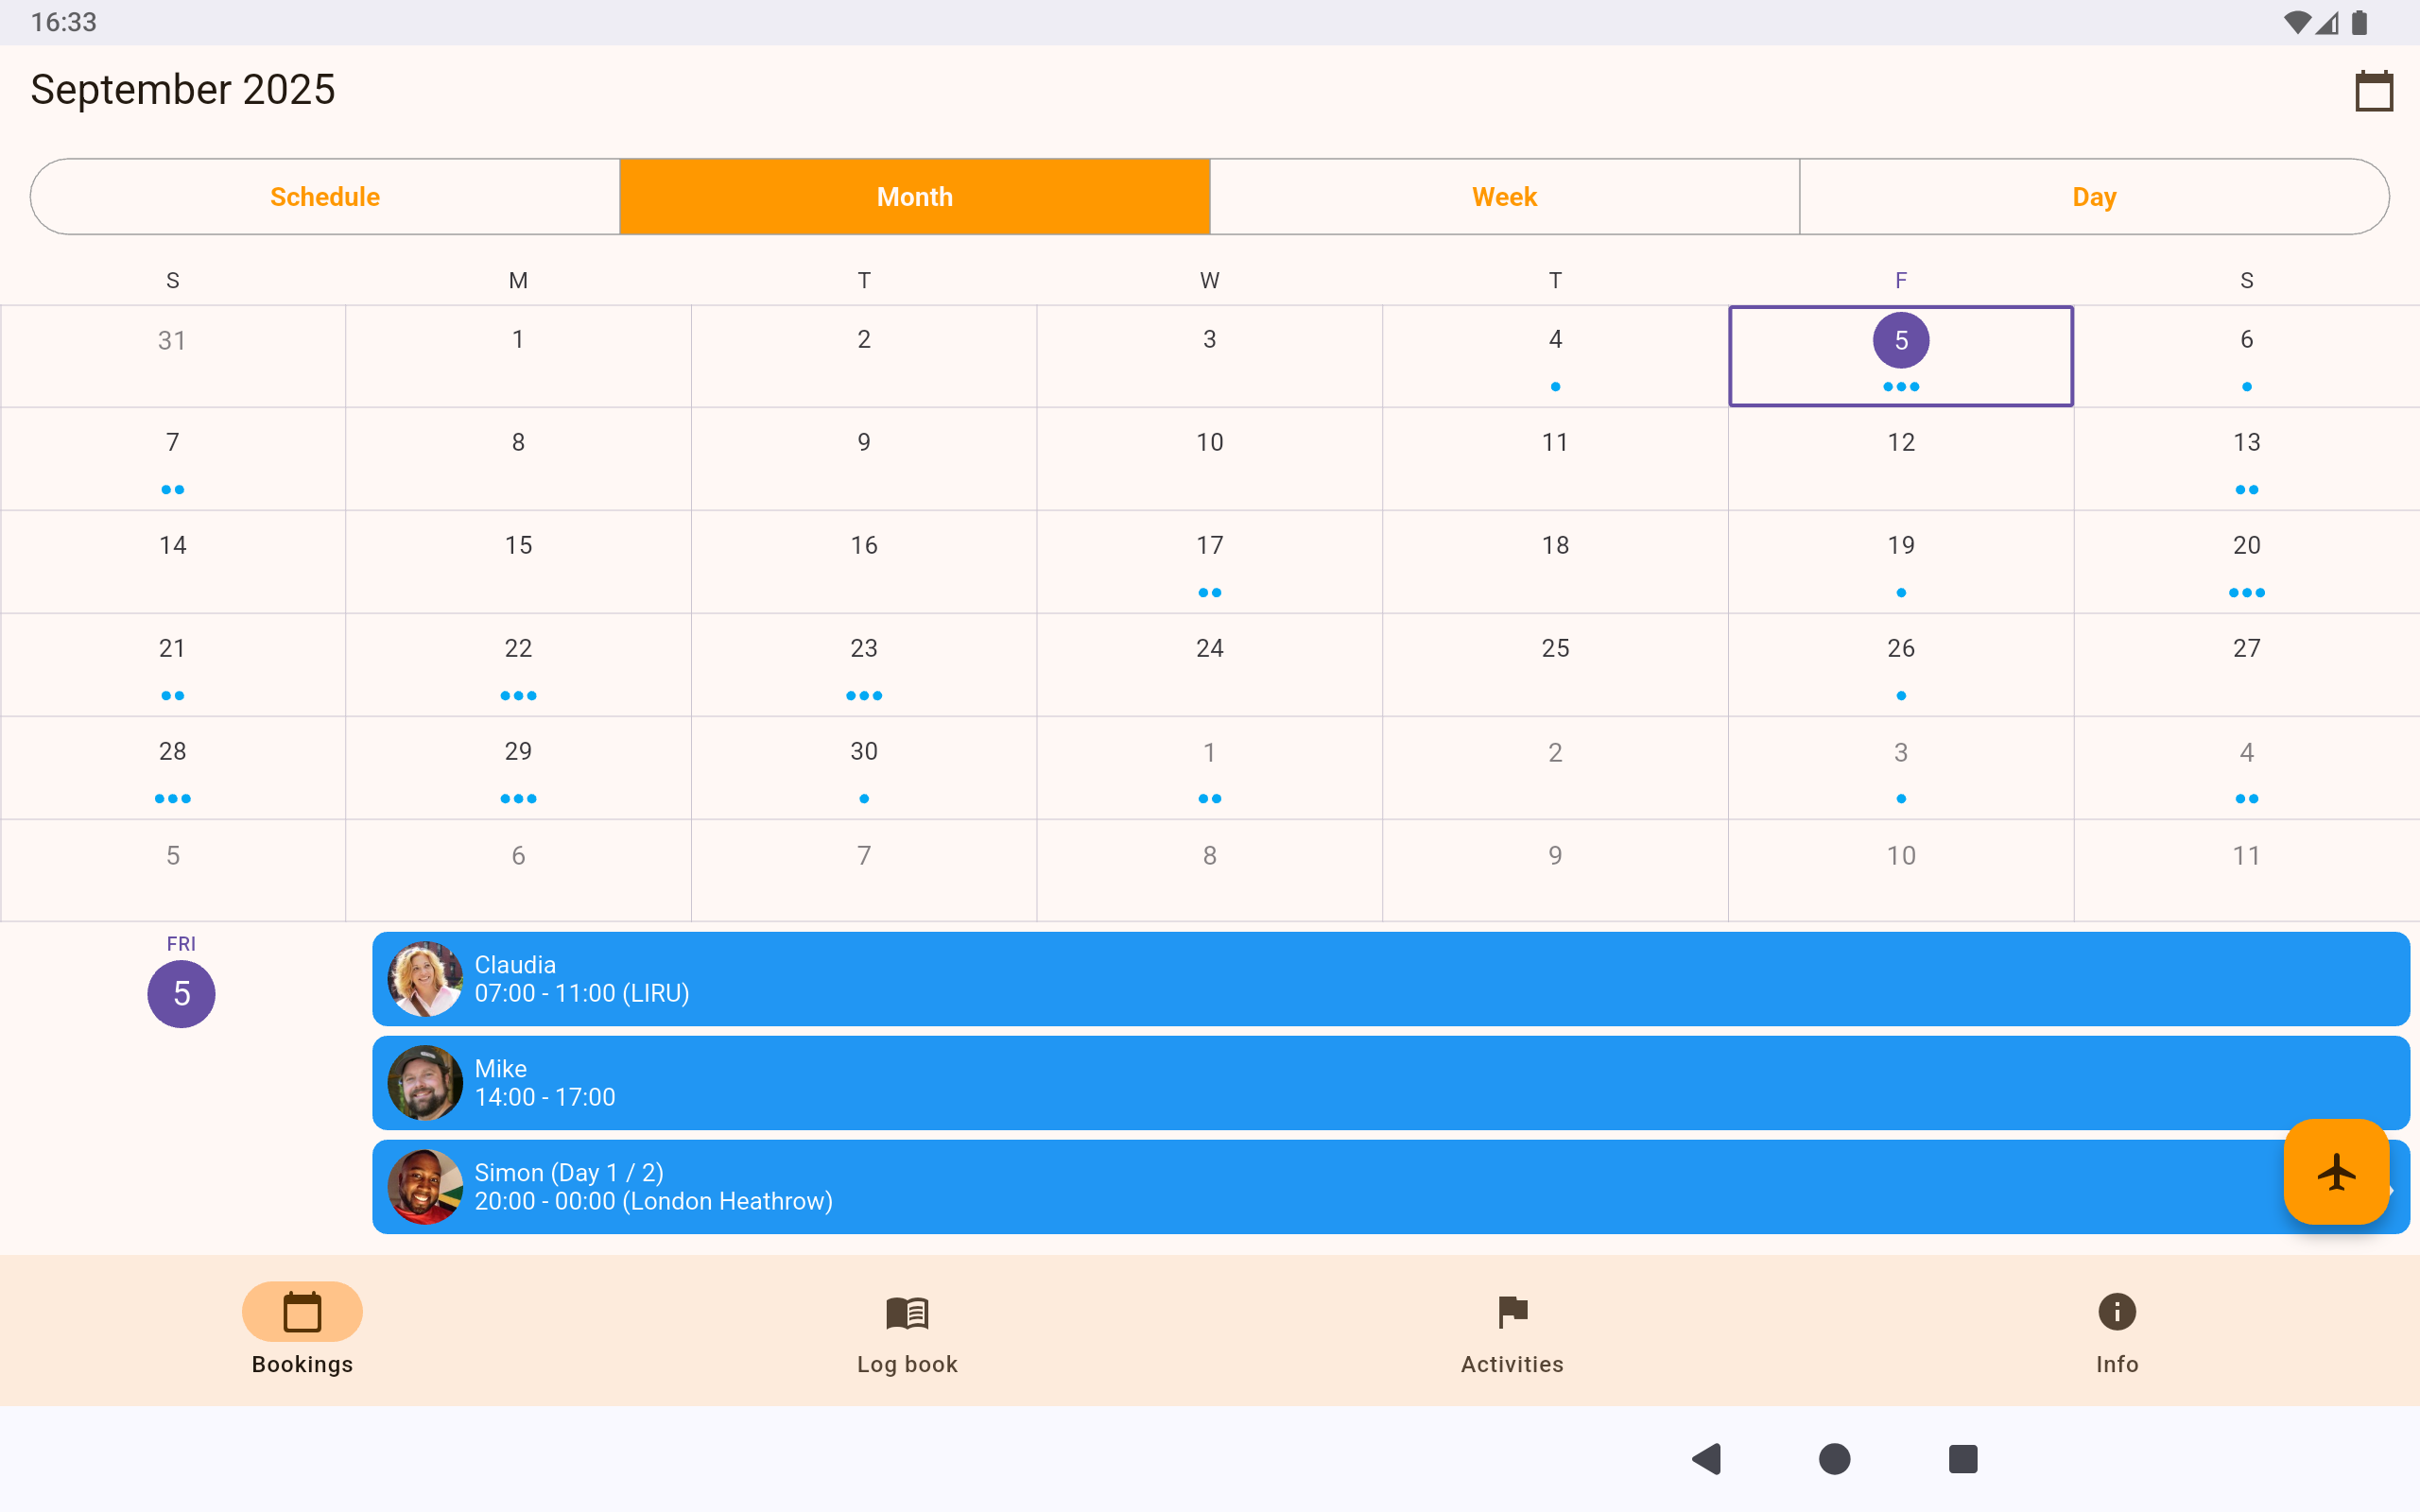 16:33
September 2025
Schedule Month Week Day
S M T W T F S
31 1 2 3 4 5 6
7 8 9 10 11 12 13
14 15 16 17 18 19 20
21 22 23 24 25 26 27
28 29 30 1 2 3 4
5 6 7 8 9 10 11
FRI
5
Claudia
07:00 - 11:00 (LIRU)
Mike
14:00 - 17:00
Simon (Day 1 / 2)
20:00 - 00:00 (London Heathrow)
Bookings Log book Activities Info